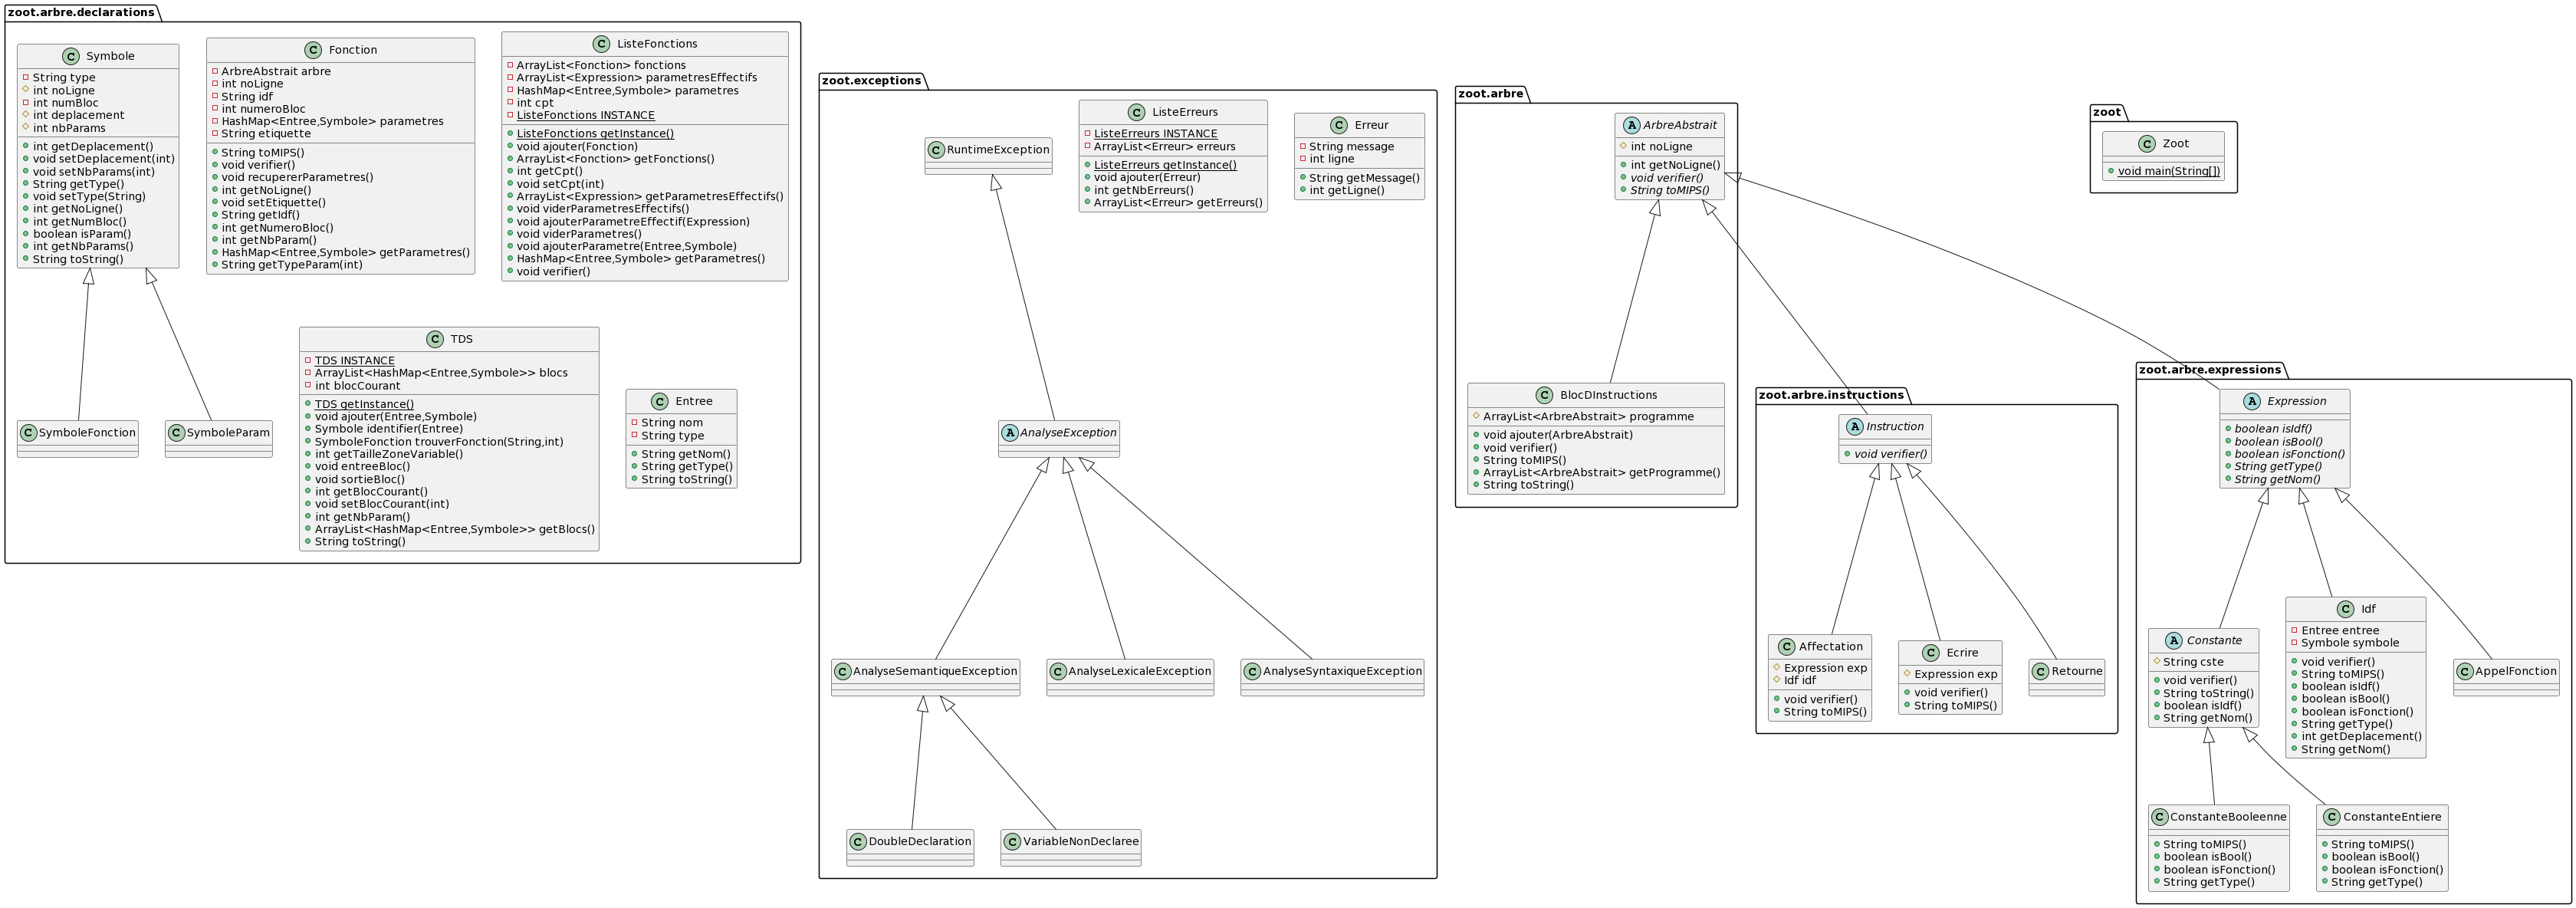 zoot.arbre.declarations
C Symbole
String type
int noLigne
int numBloc
int deplacement
int nbParams
int getDeplacement()
void setDeplacement(int)
void setNbParams(int)
String getType()
void setType(String)
int getNoLigne()
int getNumBloc()
boolean isParam()
int getNbParams()
String toString()
C Fonction
ArbreAbstrait arbre
int noLigne
String idf
int numeroBloc
HashMap<Entree,Symbole> parametres
String etiquette
String toMIPS()
void verifier()
void recupererParametres()
int getNoLigne()
void setEtiquette()
String getIdf()
int getNumeroBloc()
int getNbParam()
HashMap<Entree,Symbole> getParametres()
String getTypeParam(int)
C ListeFonctions
ArrayList<Fonction> fonctions
ArrayList<Expression> parametresEffectifs
HashMap<Entree,Symbole> parametres
int cpt
ListeFonctions INSTANCE
ListeFonctions getInstance()
void ajouter(Fonction)
ArrayList<Fonction> getFonctions()
int getCpt()
void setCpt(int)
ArrayList<Expression> getParametresEffectifs()
void viderParametresEffectifs()
void ajouterParametreEffectif(Expression)
void viderParametres()
void ajouterParametre(Entree,Symbole)
HashMap<Entree,Symbole> getParametres()
void verifier()
C SymboleFonction
C SymboleParam
C TDS
TDS INSTANCE
ArrayList<HashMap<Entree,Symbole>> blocs
int blocCourant
TDS getInstance()
void ajouter(Entree,Symbole)
Symbole identifier(Entree)
SymboleFonction trouverFonction(String,int)
int getTailleZoneVariable()
void entreeBloc()
void sortieBloc()
int getBlocCourant()
void setBlocCourant(int)
int getNbParam()
ArrayList<HashMap<Entree,Symbole>> getBlocs()
String toString()
C Entree
String nom
String type
String getNom()
String getType()
String toString()
zoot.exceptions
C RuntimeException
C ListeErreurs
ListeErreurs INSTANCE
ArrayList<Erreur> erreurs
ListeErreurs getInstance()
void ajouter(Erreur)
int getNbErreurs()
ArrayList<Erreur> getErreurs()
C Erreur
String message
int ligne
String getMessage()
int getLigne()
A AnalyseException
C AnalyseSemantiqueException
C AnalyseLexicaleException
C AnalyseSyntaxiqueException
C DoubleDeclaration
C VariableNonDeclaree
zoot.arbre
A ArbreAbstrait
int noLigne
int getNoLigne()
void verifier()
String toMIPS()
C BlocDInstructions
ArrayList<ArbreAbstrait> programme
void ajouter(ArbreAbstrait)
void verifier()
String toMIPS()
ArrayList<ArbreAbstrait> getProgramme()
String toString()
zoot.arbre.instructions
A Instruction
void verifier()
C Affectation
Expression exp
Idf idf
void verifier()
String toMIPS()
C Ecrire
Expression exp
void verifier()
String toMIPS()
C Retourne
zoot
C Zoot
void main(String[])
zoot.arbre.expressions
A Expression
boolean isIdf()
boolean isBool()
boolean isFonction()
String getType()
String getNom()
A Constante
String cste
void verifier()
String toString()
boolean isIdf()
String getNom()
C Idf
Entree entree
Symbole symbole
void verifier()
String toMIPS()
boolean isIdf()
boolean isBool()
boolean isFonction()
String getType()
int getDeplacement()
String getNom()
C AppelFonction
C ConstanteBooleenne
String toMIPS()
boolean isBool()
boolean isFonction()
String getType()
C ConstanteEntiere
String toMIPS()
boolean isBool()
boolean isFonction()
String getType()